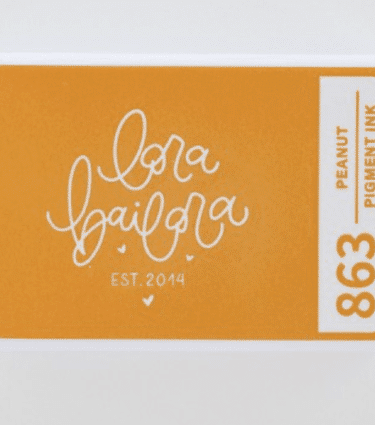 lora
bailora
EST. 2014
PEANUT
PIGMENT INK
863